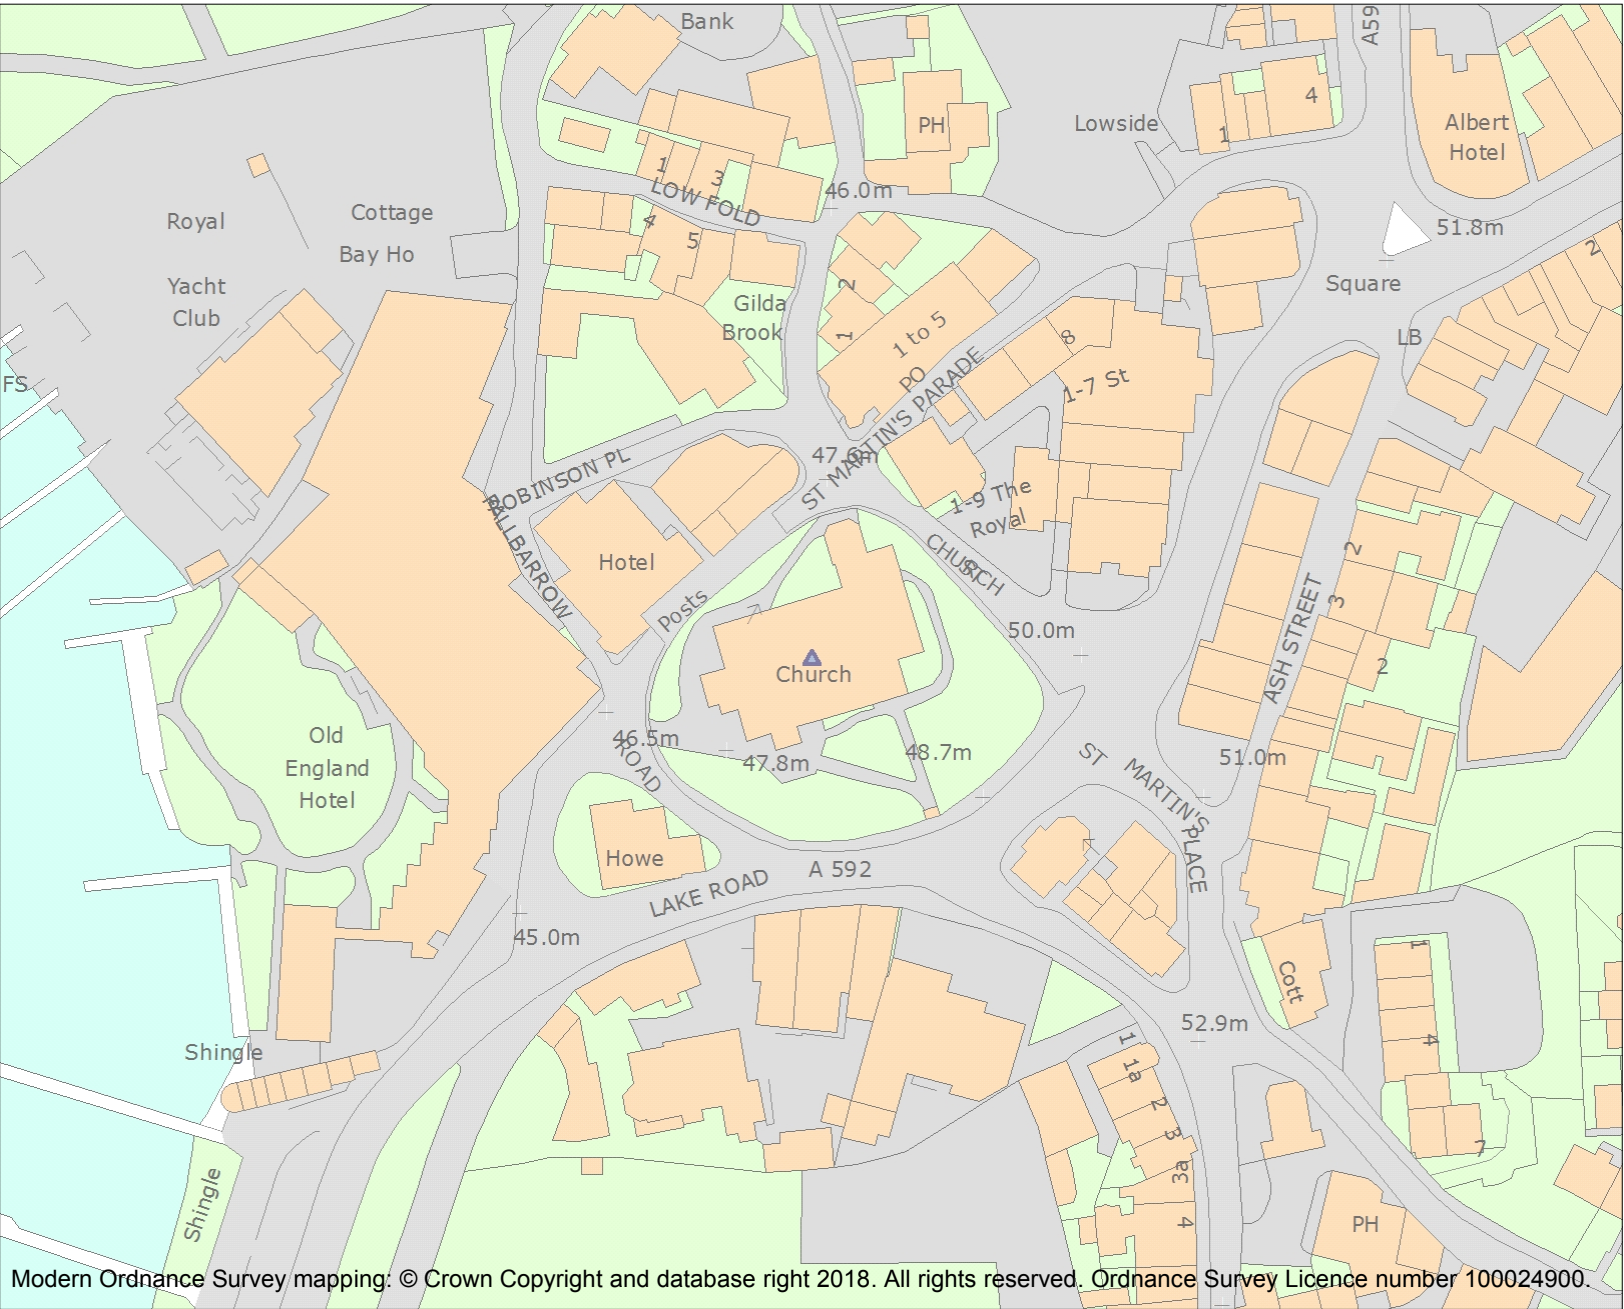 Bank
A59
PH
Lowside
4
1
Albert
Hotel
1
3
LOW FOLD
46.0m
Royal
Cottage
4
5
51.8m
Bay Ho
2
Yacht
Club
Gilda
Brook
2
1
Square
1 to 5
8
LB
FS
PO
1-7 St
ST MARTIN'S PARADE
47.6m
ROBINSON PL
FALLBARROW
1-9 The
Royal
Hotel
CHURCH
ST
2
3
Posts
50.0m
ASH STREET
Church
2
Old
England
Hotel
46.5m
ROAD
47.8m
48.7m
ST MARTIN'S
PLACE
51.0m
Howe
A 592
LAKE ROAD
45.0m
1
Cott
52.9m
4
Shingle
1
1a
2
3
3a
7
Shingle
4
PH
Modern Ordnance Survey mapping: © Crown Copyright and database right 2018. All rights reserved. Ordnance Survey Licence number 100024900.